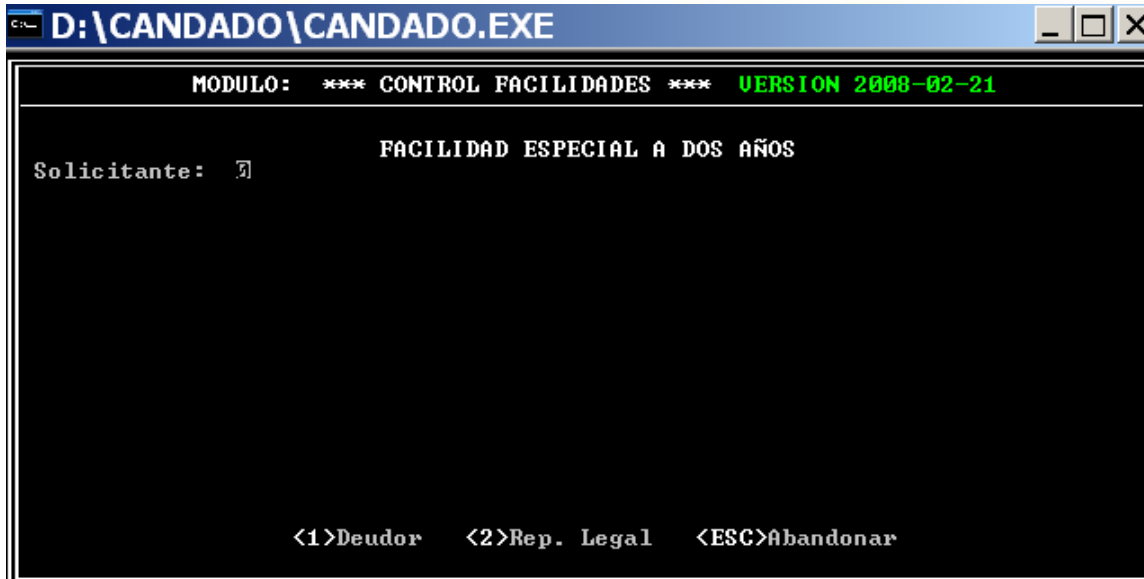 D:\CANDADO\CANDADO.EXE
MODULO: *** CONTROL FACILIDADES *** VERSION 2008-02-21
FACILIDAD ESPECIAL A DOS AÑOS
Solicitante:
<1>Deudor <2>Rep. Legal <ESC>Abandonar